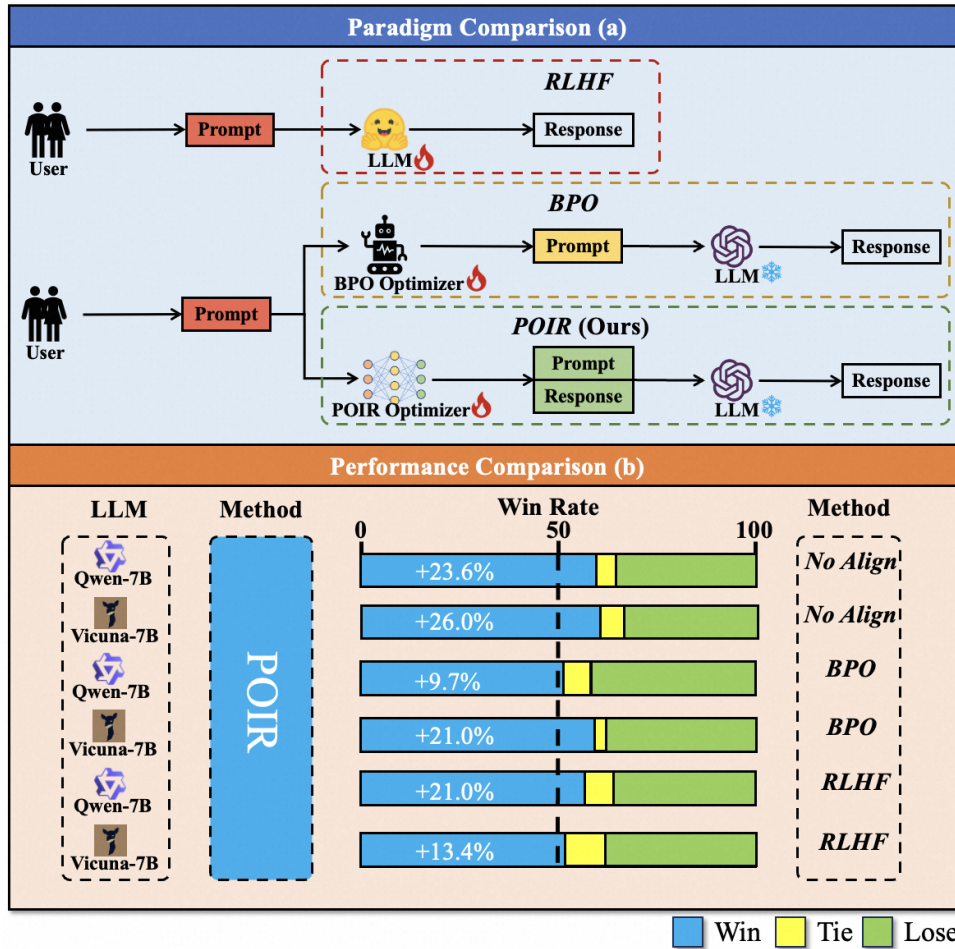 Paradigm Comparison (a)
RLHF
User
Prompt
LLM
Response
BPO
BPO Optimizer
Prompt
LLM
Response
User
Prompt
POIR (Ours)
POIR Optimizer
Prompt
Response
LLM
Response
Performance Comparison (b)
LLM Method Win Rate Method
0 50 100
Qwen-7B +23.6% No Align
Vicuna-7B +26.0% No Align
Qwen-7B +9.7% BPO
Vicuna-7B +21.0% BPO
Qwen-7B +21.0% RLHF
Vicuna-7B +13.4% RLHF
POIR
Win Tie Lose